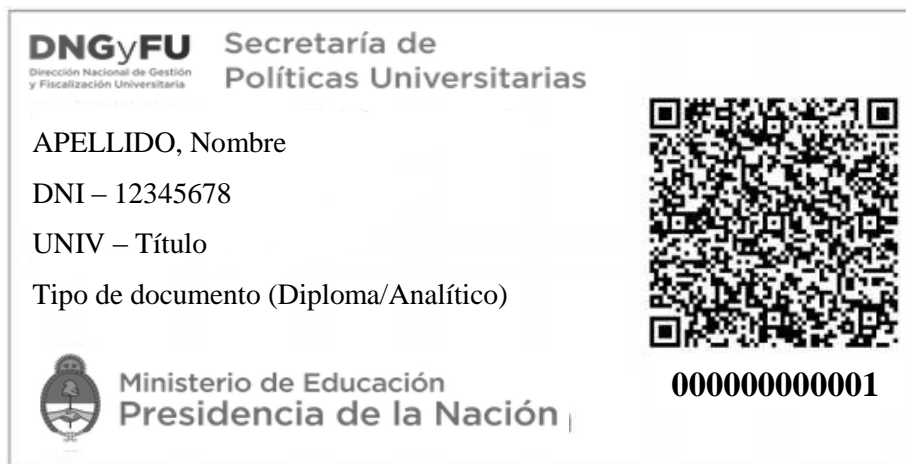 DNGyFU
Dirección Nacional de Gestión
y Fiscalización Universitaria
Secretaría de
Políticas Universitarias
APELLIDO, Nombre
DNI – 12345678
UNIV – Título
Tipo de documento (Diploma/Analítico)
000000000001
Ministerio de Educación
Presidencia de la Nación